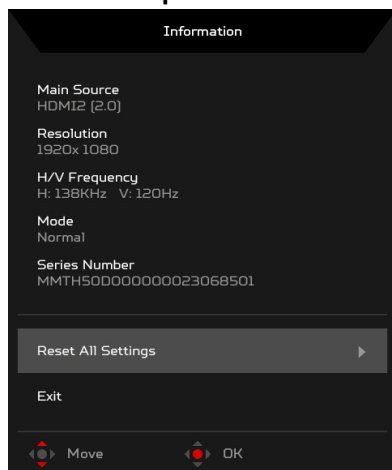 Information
Main Source
HDMI2 (2.0)
Resolution
1920x 1080
H/V Frequency
H: 138KHz V: 120Hz
Mode
Normal
Series Number
MMTH50D000000023068501
Reset All Settings
Exit
Move OK